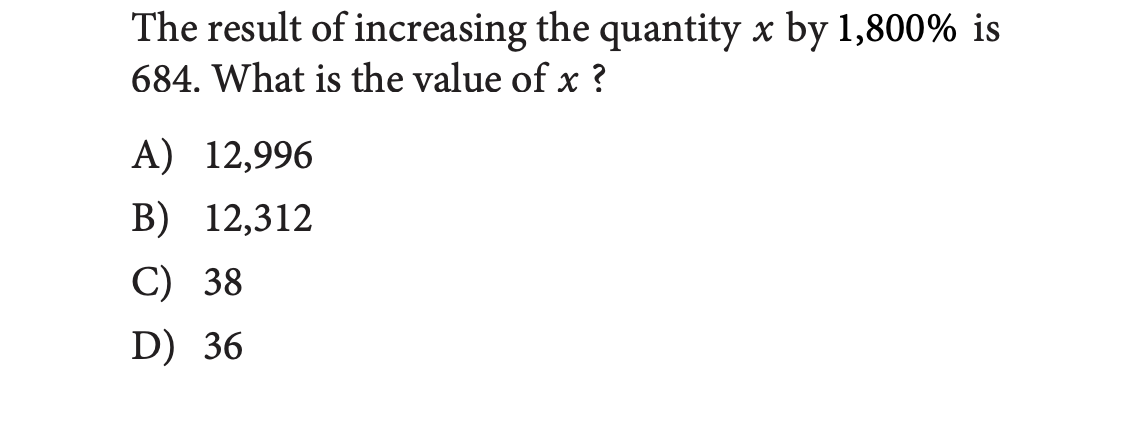 The result of increasing the quantity x by 1,800% is
684. What is the value of x ?
A) 12,996
B) 12,312
C) 38
D) 36